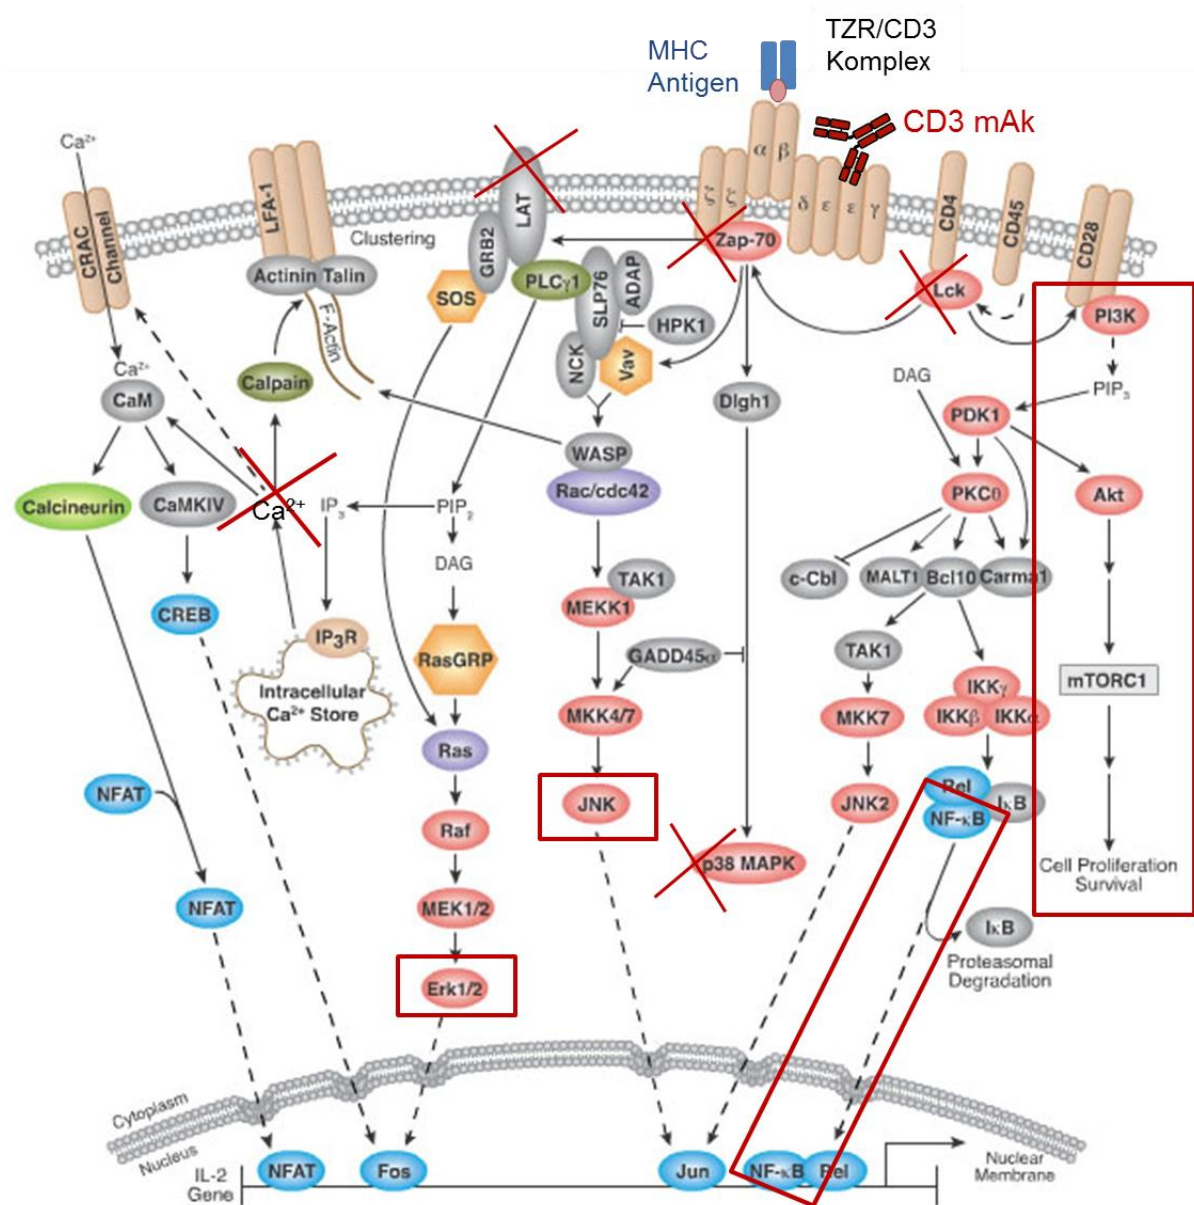 TZR/CD3
Komplex
MHC
Antigen
CD3 mAk
Ca2+
CRAC
Channel
LFA-1
Clustering
LAT
GRB2
α β
ζ ζ
δ ε ε γ
CD4
CD45
CD28
Zap-70
Lck
PI3K
Actinin Talin
F-Actin
SOS
PLCγ1
SLP76
ADAP
HPK1
NCK
Vav
Ca2+
CaM
Calpain
Dlgh1
DAG
PIP3
PDK1
WASP
Rac/cdc42
Calcineurin
CaMKIV
Ca2+
IP3
PIP2
PKCθ
Akt
DAG
TAK1
MEKK1
c-Cbl
MALT1
Bcl10
Carma1
CREB
IP3R
Intracellular
Ca2+ Store
RasGRP
GADD45α
TAK1
IKKγ
IKKβ
IKKα
mTORC1
MKK4/7
MKK7
Ras
NFAT
JNK
JNK2
Rel
NF-κB
IκB
Raf
p38 MAPK
Cell Proliferation
Survival
NFAT
MEK1/2
IκB
Proteasomal
Degradation
Erk1/2
Cytoplasm
Nucleus
IL-2
Gene
NFAT
Fos
Jun
NF-κB
Rel
Nuclear
Membrane